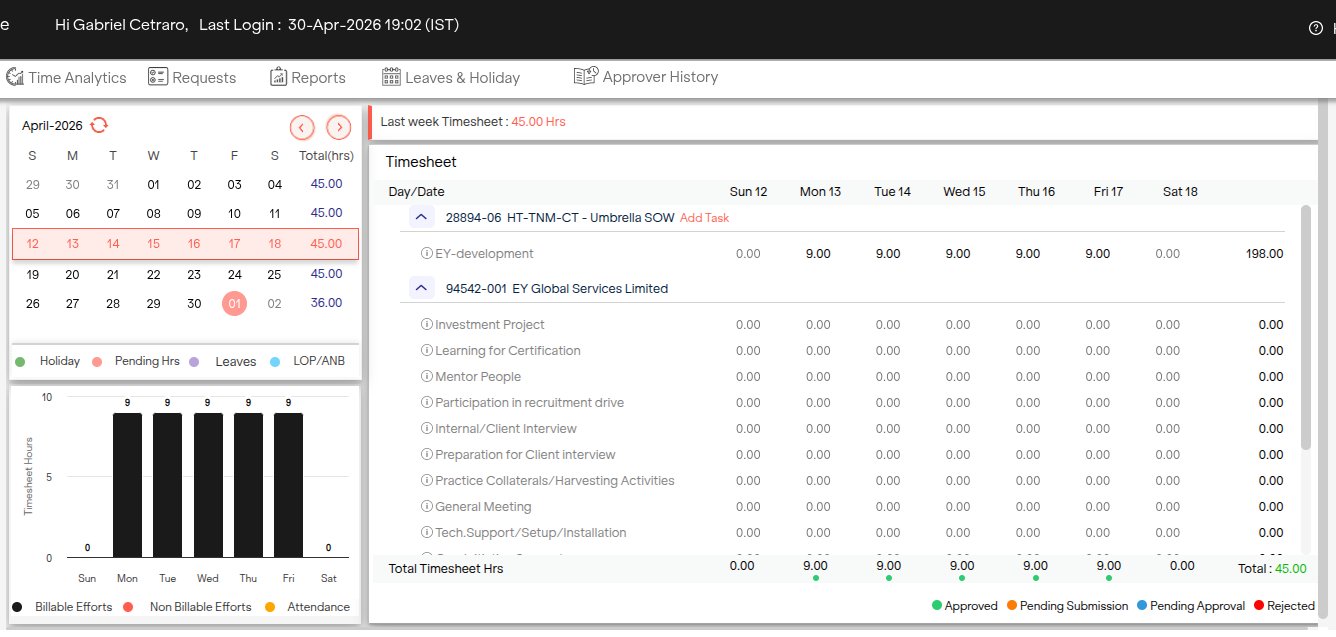 e Hi Gabriel Cetraro, Last Login : 30-Apr-2026 19:02 (IST)
Time Analytics Requests Reports Leaves & Holiday Approver History
April-2026
S M T W T F S Total(hrs)
29 30 31 01 02 03 04 45.00
05 06 07 08 09 10 11 45.00
12 13 14 15 16 17 18 45.00
19 20 21 22 23 24 25 45.00
26 27 28 29 30 01 02 36.00
Holiday Pending Hrs Leaves LOP/ANB
10
5
0
Timesheet Hours
0 9 9 9 9 9 0
Sun Mon Tue Wed Thu Fri Sat
Billable Efforts Non Billable Efforts Attendance
Last week Timesheet : 45.00 Hrs
Timesheet
Day/Date Sun 12 Mon 13 Tue 14 Wed 15 Thu 16 Fri 17 Sat 18
28894-06 HT-TNM-CT - Umbrella SOW Add Task
EY-development 0.00 9.00 9.00 9.00 9.00 9.00 0.00 198.00
94542-001 EY Global Services Limited
Investment Project 0.00 0.00 0.00 0.00 0.00 0.00 0.00 0.00
Learning for Certification 0.00 0.00 0.00 0.00 0.00 0.00 0.00 0.00
Mentor People 0.00 0.00 0.00 0.00 0.00 0.00 0.00 0.00
Participation in recruitment drive 0.00 0.00 0.00 0.00 0.00 0.00 0.00 0.00
Internal/Client Interview 0.00 0.00 0.00 0.00 0.00 0.00 0.00 0.00
Preparation for Client interview 0.00 0.00 0.00 0.00 0.00 0.00 0.00 0.00
Practice Collaterals/Harvesting Activities 0.00 0.00 0.00 0.00 0.00 0.00 0.00 0.00
General Meeting 0.00 0.00 0.00 0.00 0.00 0.00 0.00 0.00
Tech.Support/Setup/Installation 0.00 0.00 0.00 0.00 0.00 0.00 0.00 0.00
Total Timesheet Hrs 0.00 9.00 9.00 9.00 9.00 9.00 0.00 Total : 45.00
Approved Pending Submission Pending Approval Rejected